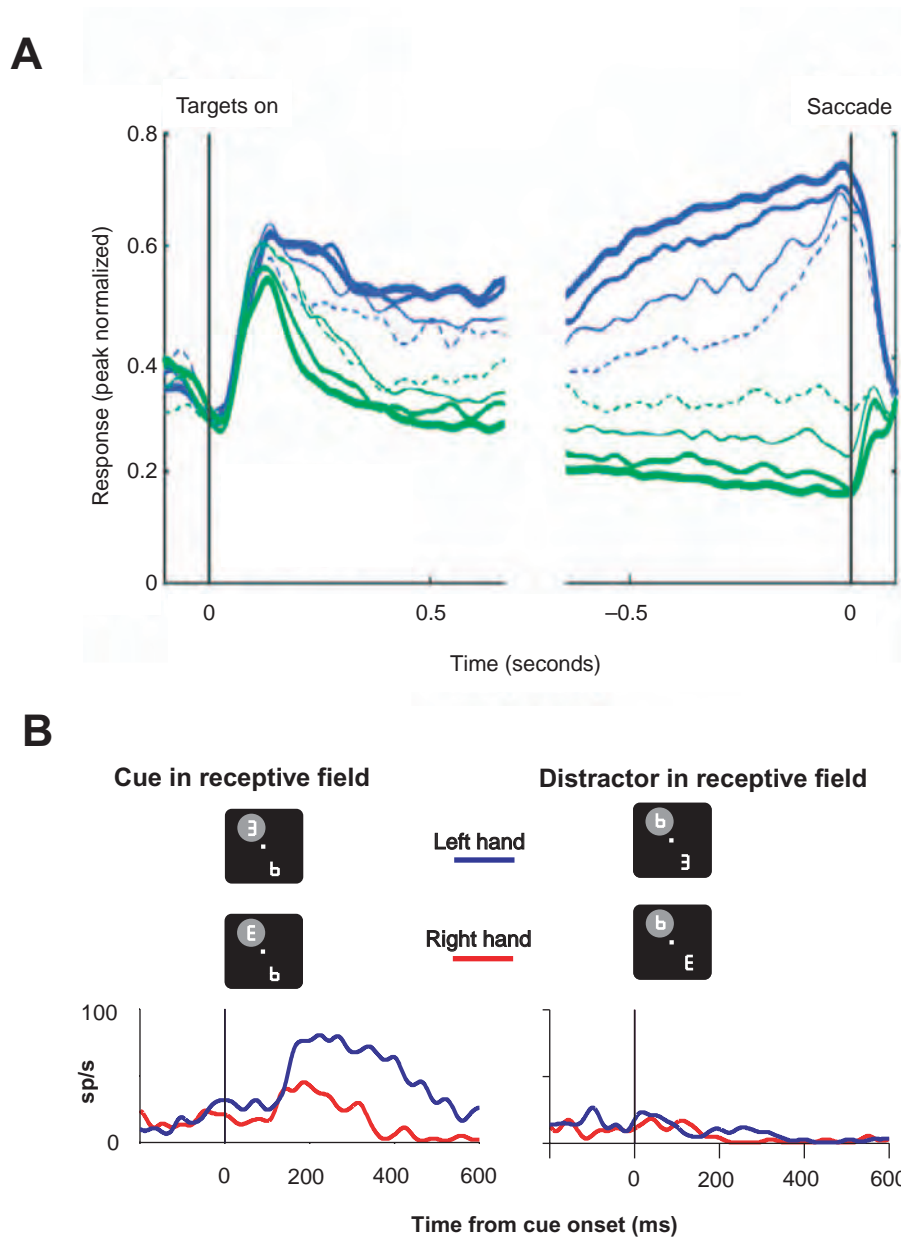 A
Targets on
Saccade
0.8
0.6
0.4
0.2
0
Response (peak normalized)
0
0.5
–0.5
0
Time (seconds)
B
Cue in receptive field
Distractor in receptive field
3
b
Left hand
b
3
E
b
Right hand
b
E
100
sp/s
0
0
200
400
600
0
200
400
600
Time from cue onset (ms)